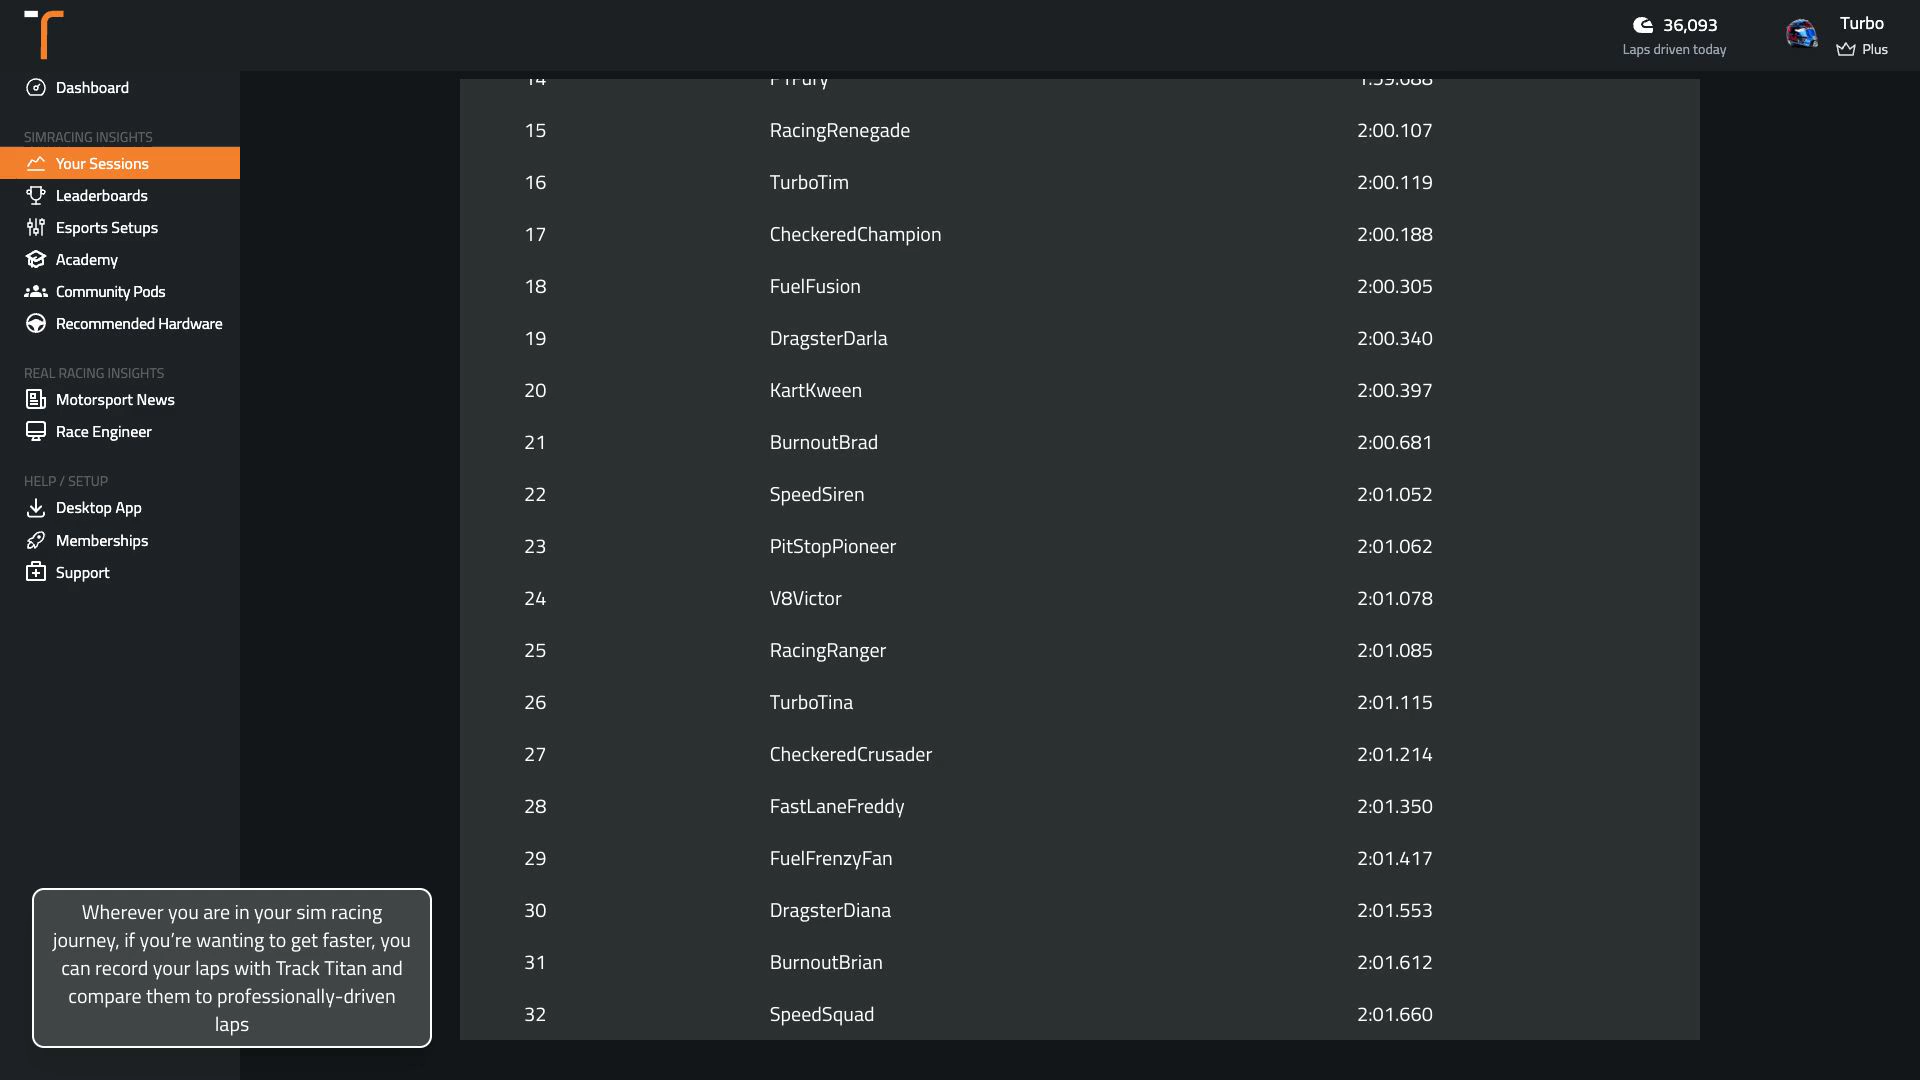 36,093
Laps driven today
Turbo
Plus
Dashboard
SIMRACING INSIGHTS
Your Sessions
Leaderboards
Esports Setups
Academy
Community Pods
Recommended Hardware
REAL RACING INSIGHTS
Motorsport News
Race Engineer
HELP / SETUP
Desktop App
Memberships
Support
14 1:59.688
15 RacingRenegade 2:00.107
16 TurboTim 2:00.119
17 CheckeredChampion 2:00.188
18 FuelFusion 2:00.305
19 DragsterDarla 2:00.340
20 KartKween 2:00.397
21 BurnoutBrad 2:00.681
22 SpeedSiren 2:01.052
23 PitStopPioneer 2:01.062
24 V8Victor 2:01.078
25 RacingRanger 2:01.085
26 TurboTina 2:01.115
27 CheckeredCrusader 2:01.214
28 FastLaneFreddy 2:01.350
29 FuelFrenzyFan 2:01.417
30 DragsterDiana 2:01.553
31 BurnoutBrian 2:01.612
32 SpeedSquad 2:01.660
Wherever you are in your sim racing
journey, if you're wanting to get faster, you
can record your laps with Track Titan and
compare them to professionally-driven
laps